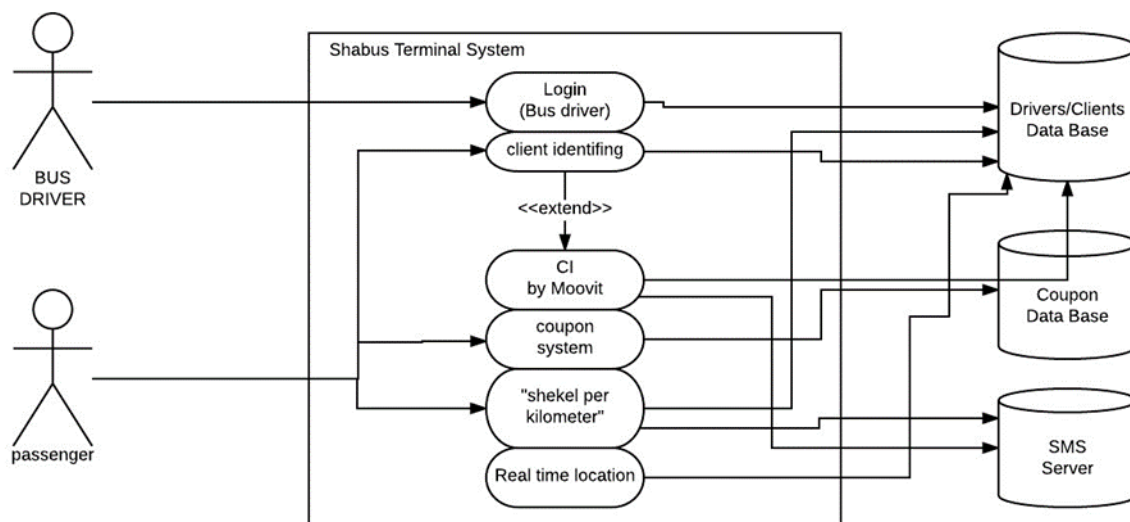 Shabus Terminal System
BUS
DRIVER
passenger
Login
(Bus driver)
client identifing
<<extend>>
CI
by Moovit
coupon
system
"shekel per
kilometer"
Real time location
Drivers/Clients
Data Base
Coupon
Data Base
SMS
Server